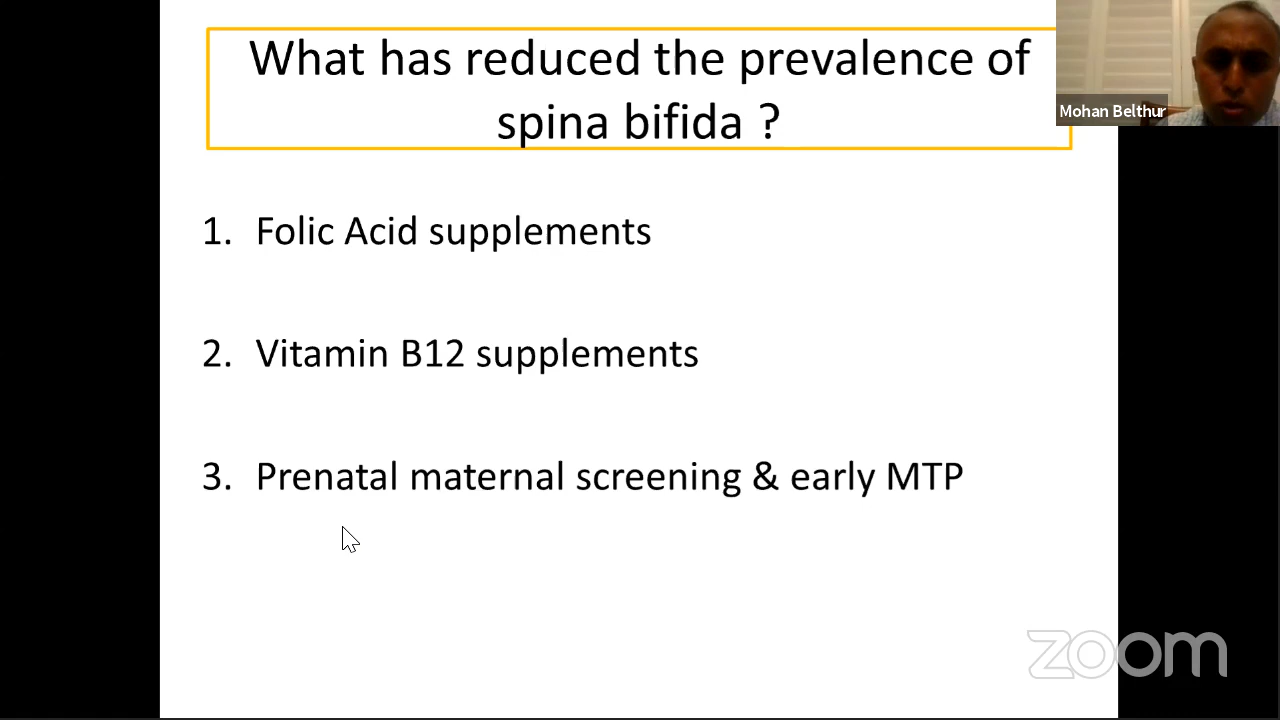 What has reduced the prevalence of
spina bifida ?
Mohan Belthur
1. Folic Acid supplements
2. Vitamin B12 supplements
3. Prenatal maternal screening & early MTP
zoom